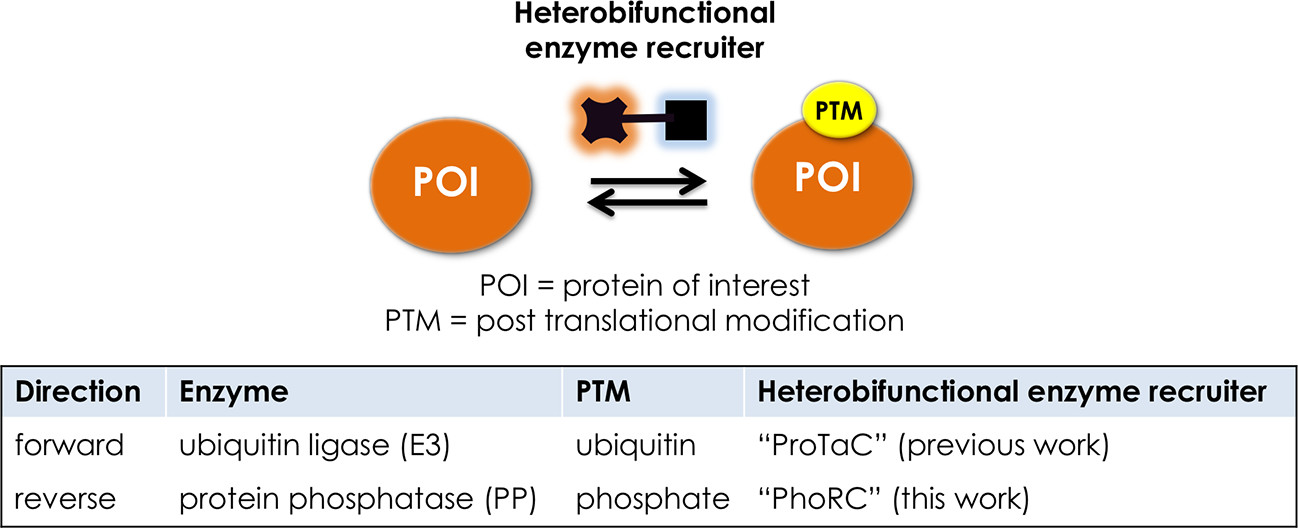 Heterobifunctional
enzyme recruiter
PTM
POI
POI
POI = protein of interest
PTM = post translational modification
Direction Enzyme PTM Heterobifunctional enzyme recruiter
forward ubiquitin ligase (E3) ubiquitin “ProTaC” (previous work)
reverse protein phosphatase (PP) phosphate “PhoRC” (this work)